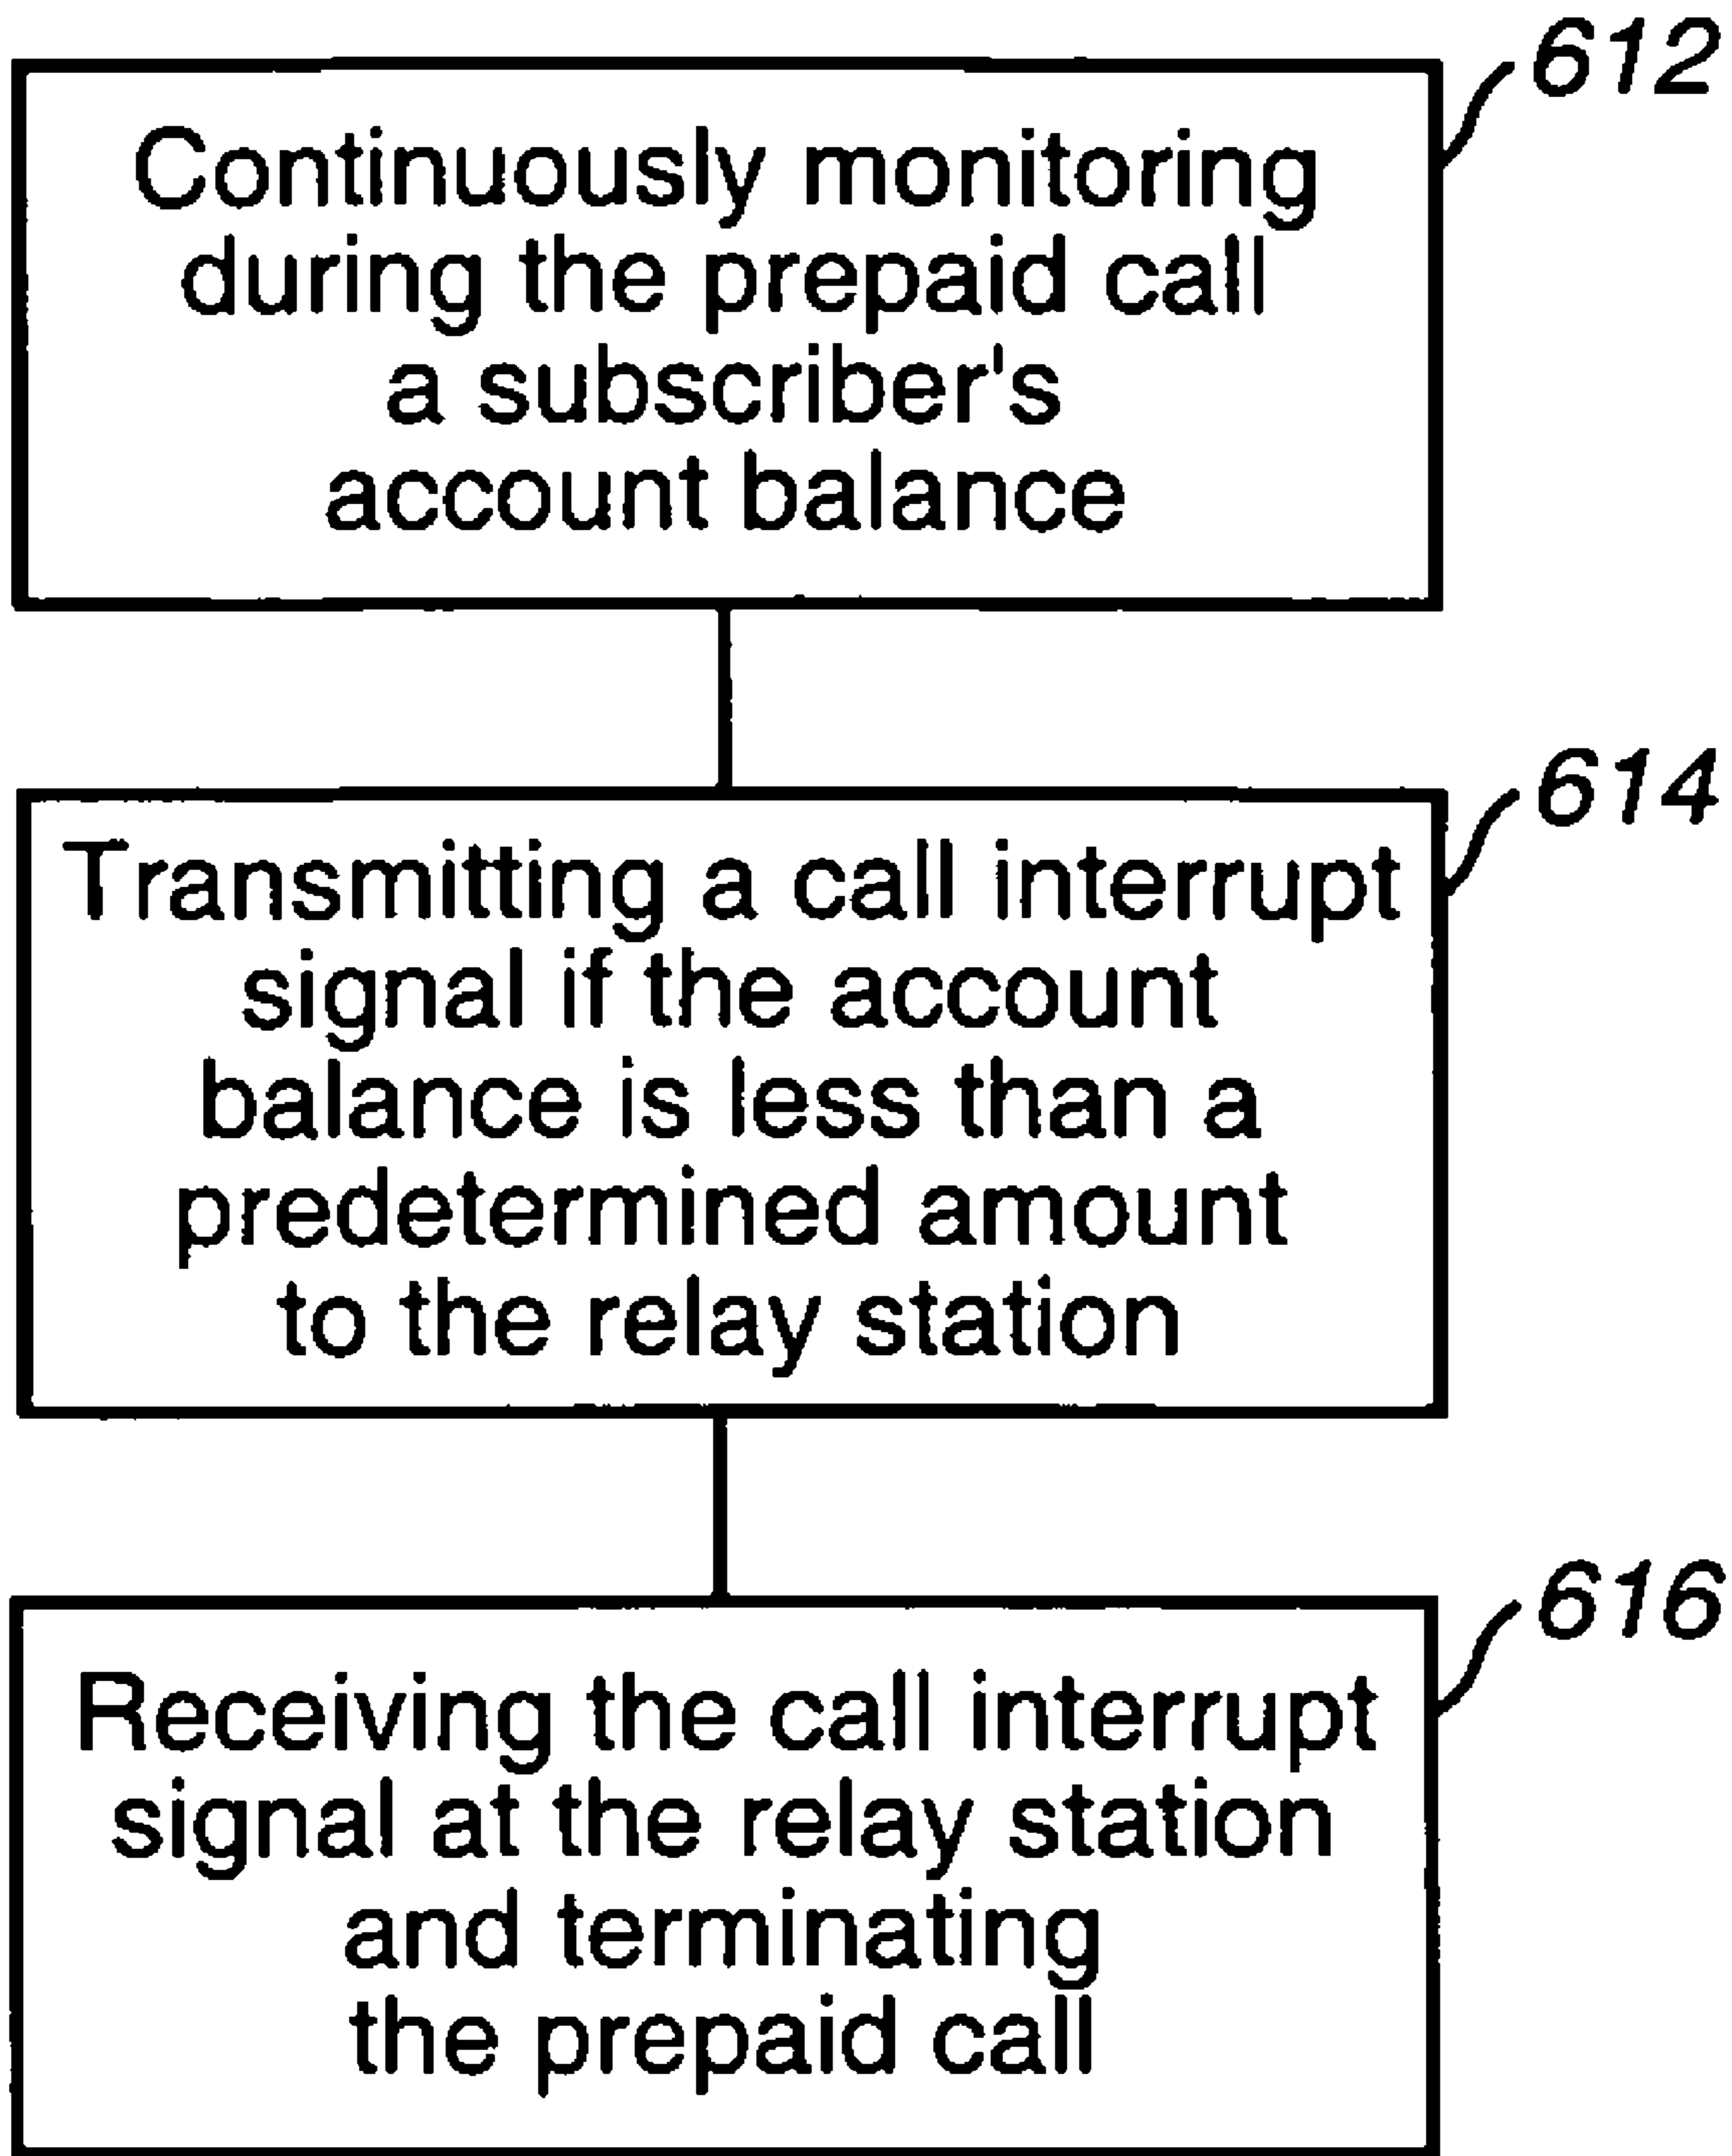 612
Continuously monitoring
during the prepaid call
a subscriber's
account balance
614
Transmitting a call interrupt
signal if the account
balance is less than a
predetermined amount
to the relay station
616
Receiving the call interrupt
signal at the relay station
and terminating
the prepaid call